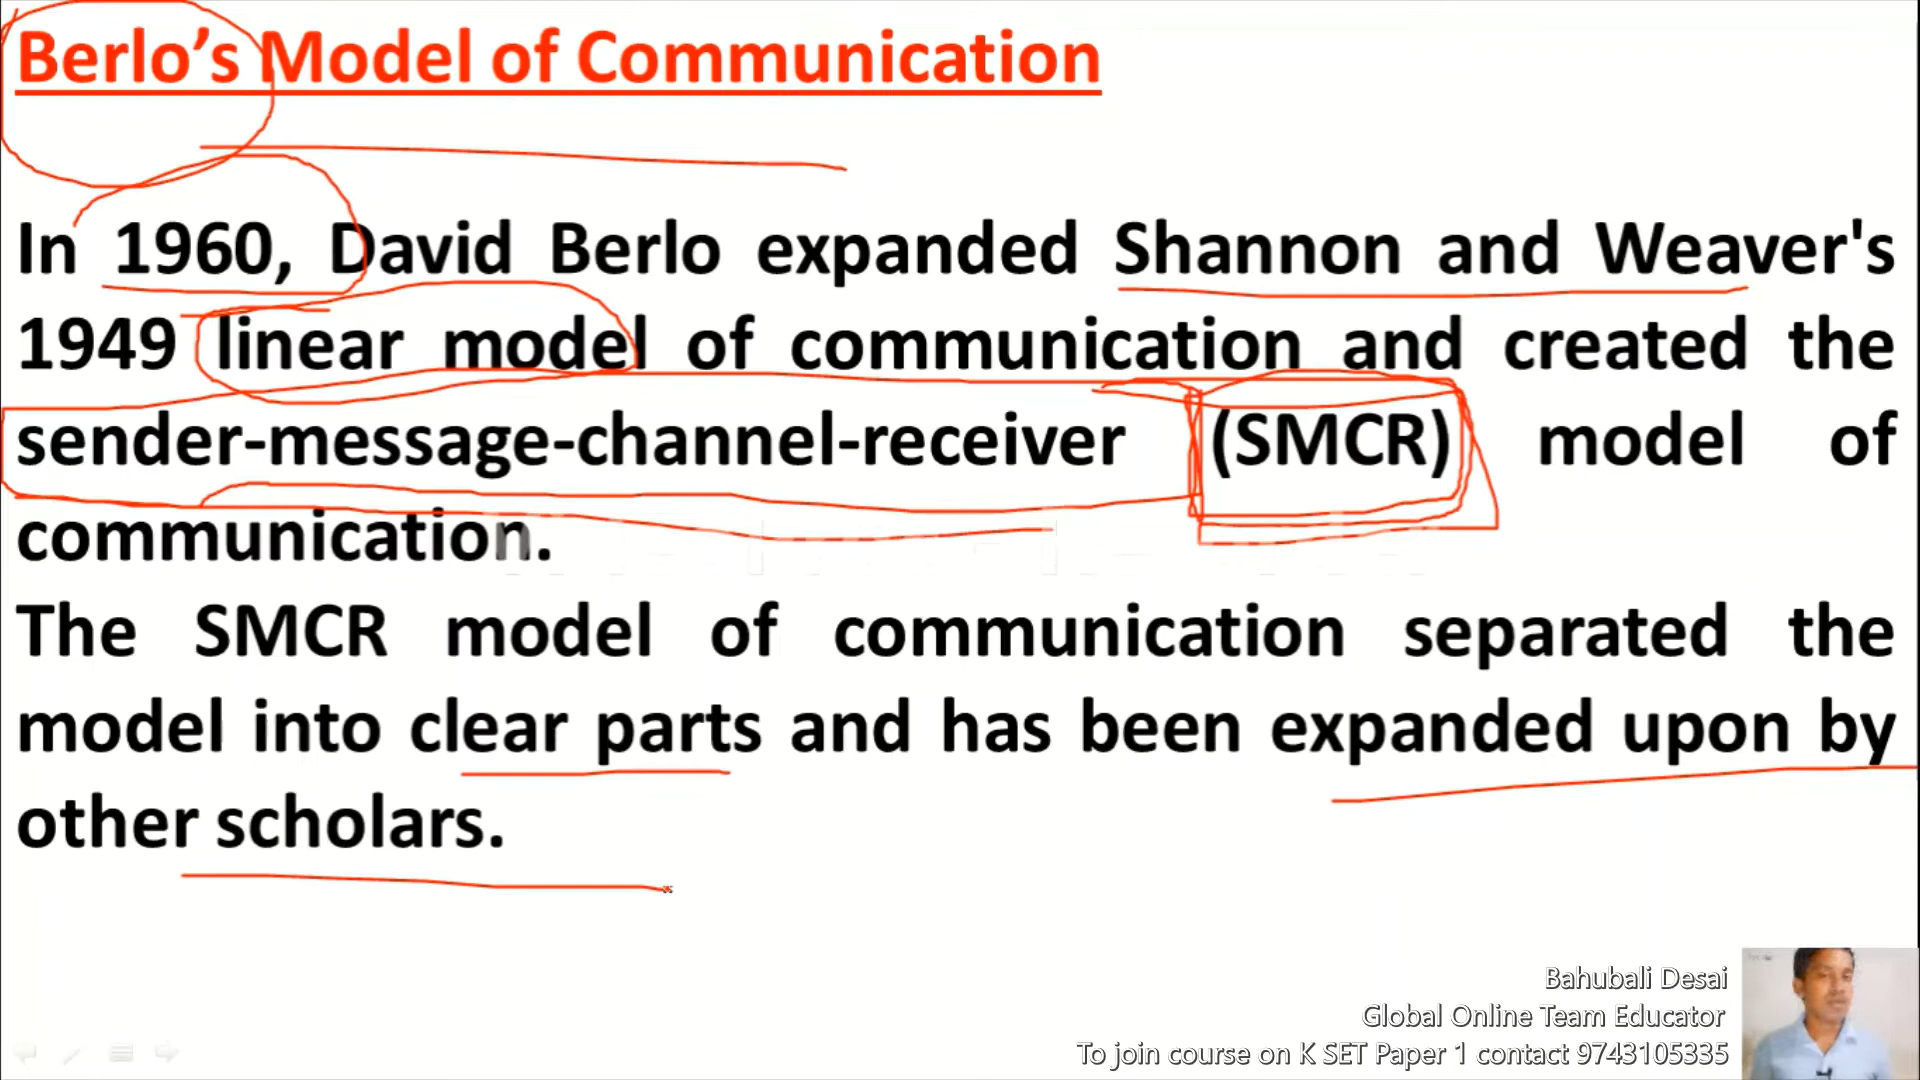 Berlo’s Model of Communication
In 1960, David Berlo expanded Shannon and Weaver's
1949 linear model of communication and created the
sender-message-channel-receiver (SMCR) model of
communication.
The SMCR model of communication separated the
model into clear parts and has been expanded upon by
other scholars.
Bahubali Desai
Global Online Team Educator
To join course on K SET Paper 1 contact 9743105335